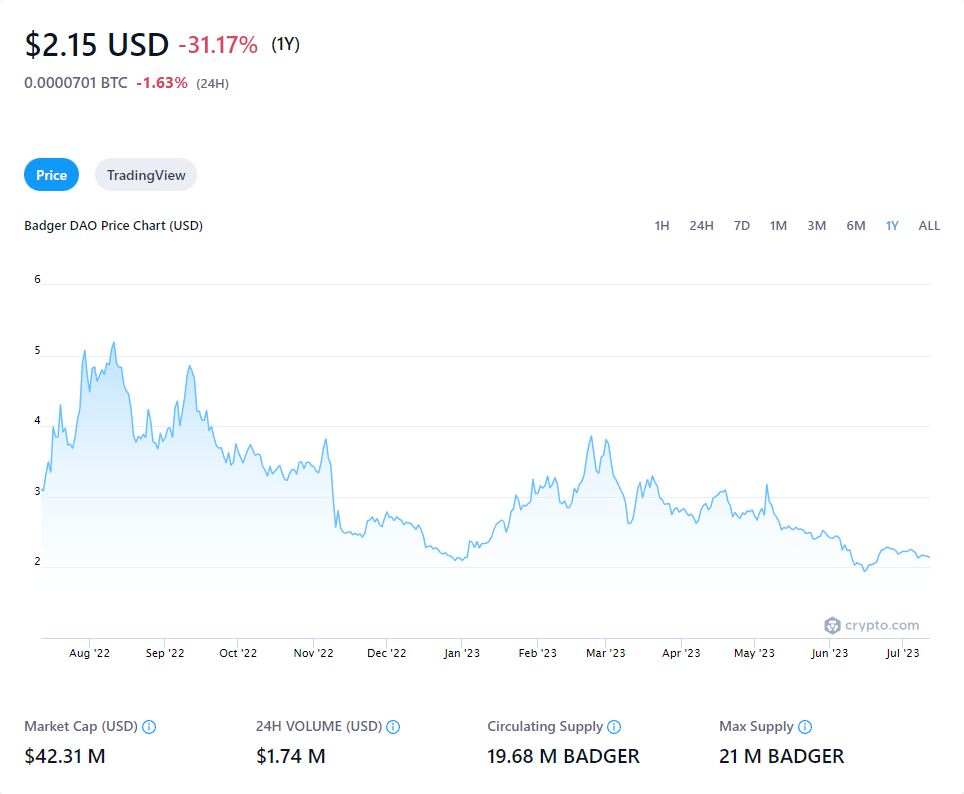 $2.15 USD -31.17% (1Y)
0.0000701 BTC -1.63% (24H)
Price TradingView
Badger DAO Price Chart (USD) 1H 24H 7D 1M 3M 6M 1Y ALL
6
5
4
3
2
crypto.com
Aug '22 Sep '22 Oct '22 Nov '22 Dec '22 Jan '23 Feb '23 Mar '23 Apr '23 May '23 Jun '23 Jul '23
Market Cap (USD) 24H VOLUME (USD) Circulating Supply Max Supply
$42.31 M $1.74 M 19.68 M BADGER 21 M BADGER